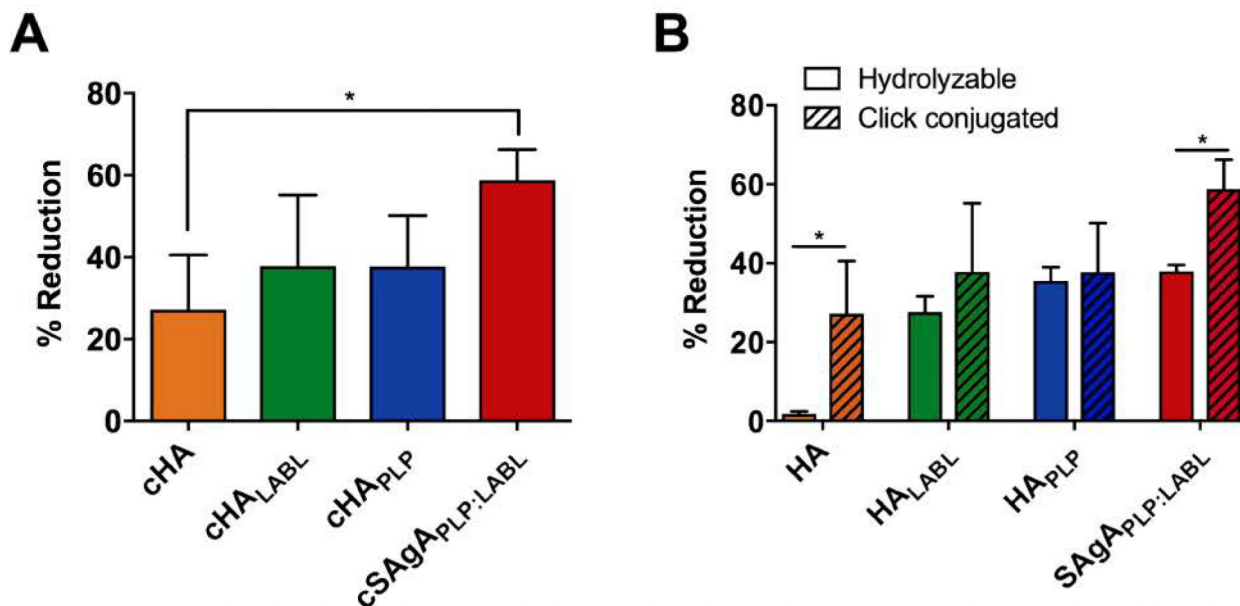 A
% Reduction
80
60
40
20
0
*
cHA
cHA_LABL
cHA_PLP
cSAgA_PLP:LABL
B
Hydrolyzable
Click conjugated
% Reduction
80
60
40
20
0
*
*
HA
HA_LABL
HA_PLP
SAgA_PLP:LABL